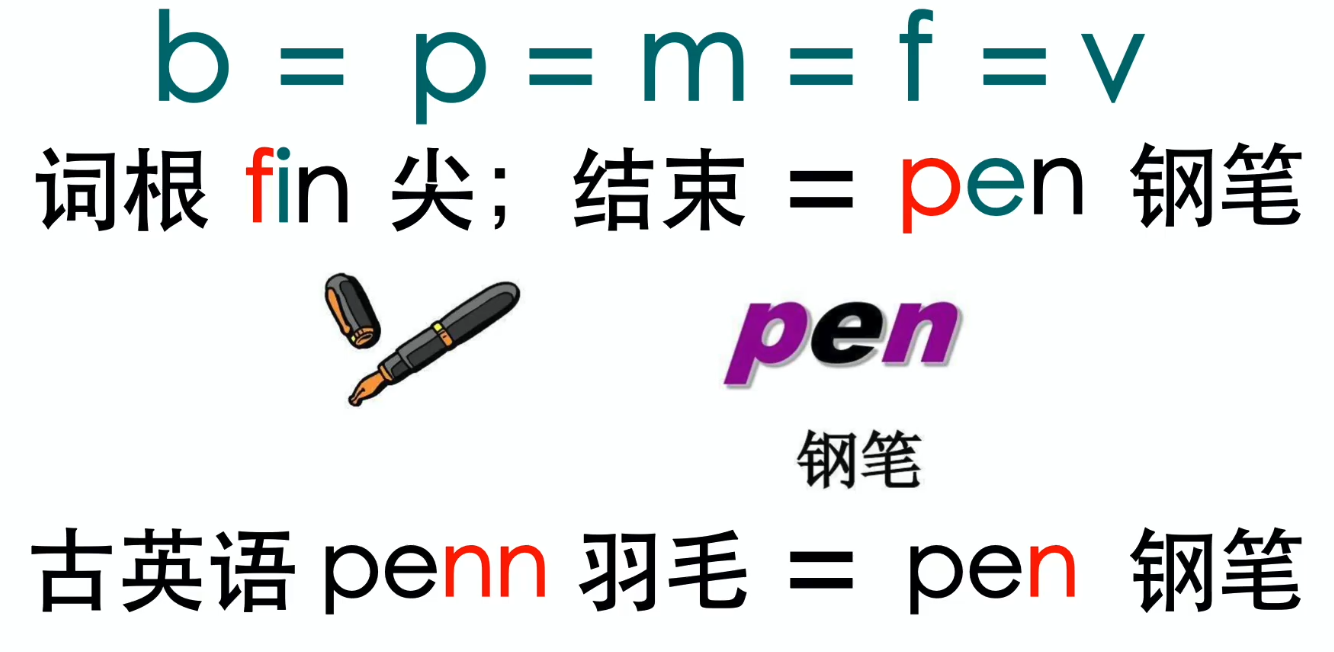 b = p = m = f = v
词根 fin 尖；结束 = pen 钢笔
pen
钢笔
古英语 penn 羽毛 = pen 钢笔